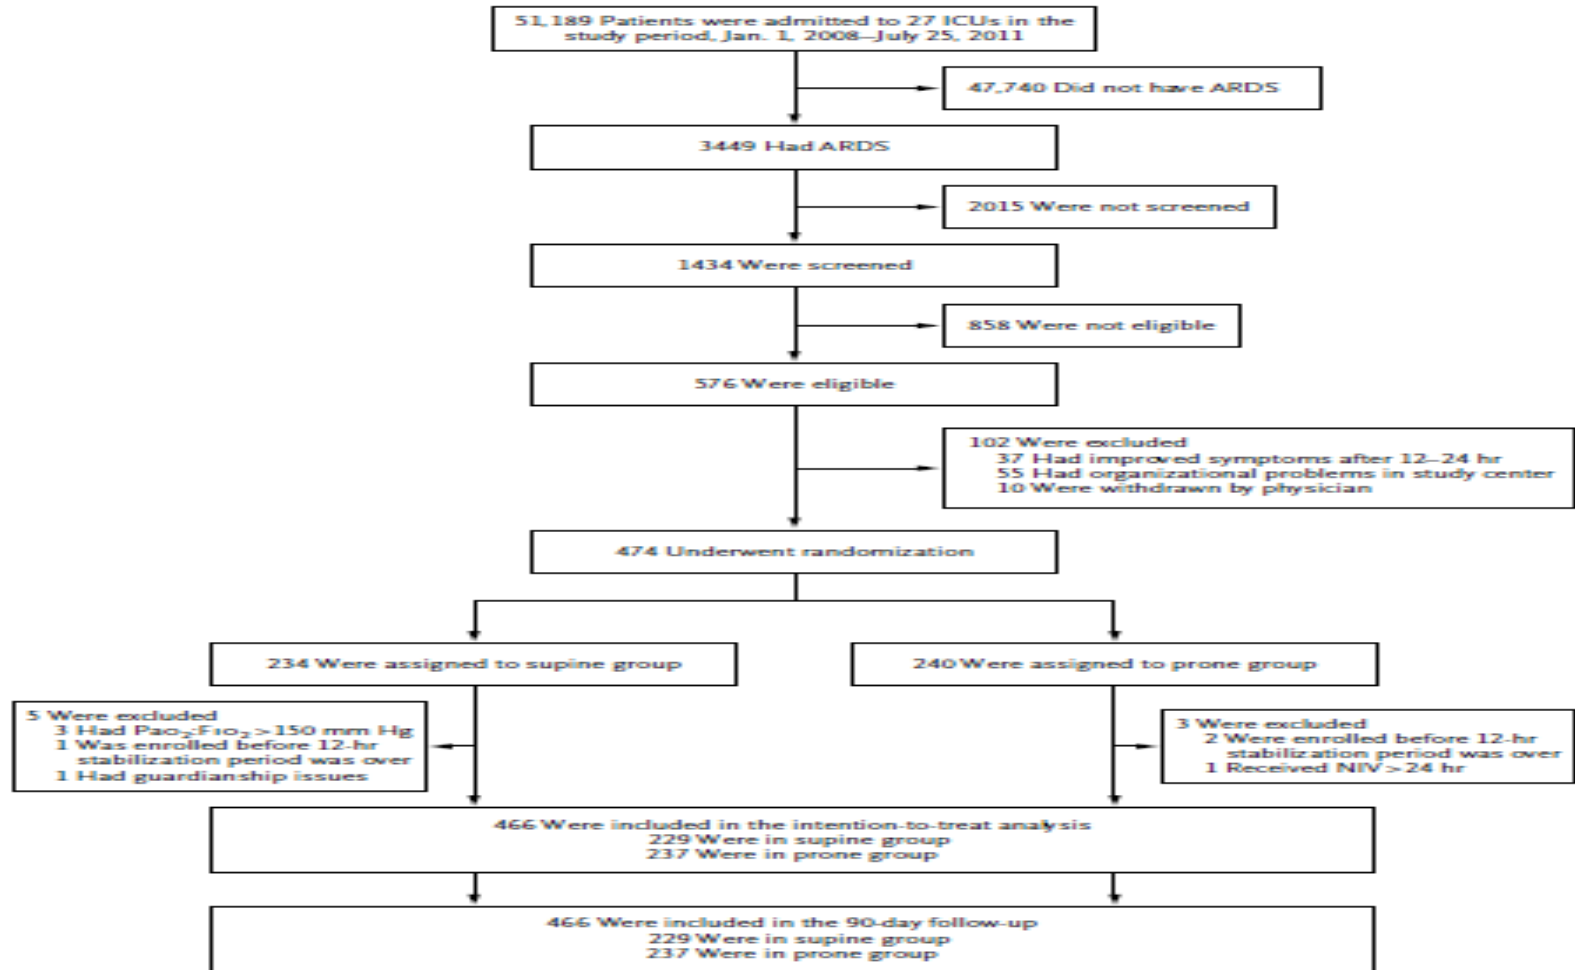 51,189 Patients were admitted to 27 ICUs in the
study period, Jan. 1, 2008–July 25, 2011
47,740 Did not have ARDS
3449 Had ARDS
2015 Were not screened
1434 Were screened
858 Were not eligible
576 Were eligible
102 Were excluded
37 Had improved symptoms after 12–24 hr
55 Had organizational problems in study center
10 Were withdrawn by physician
474 Underwent randomization
234 Were assigned to supine group
240 Were assigned to prone group
5 Were excluded
3 Had PaO₂:FIO₂ >150 mm Hg
1 Was enrolled before 12-hr
stabilization period was over
1 Had guardianship issues
3 Were excluded
2 Were enrolled before 12-hr
stabilization period was over
1 Received NIV >24 hr
466 Were included in the intention-to-treat analysis
229 Were in supine group
237 Were in prone group
466 Were included in the 90-day follow-up
229 Were in supine group
237 Were in prone group